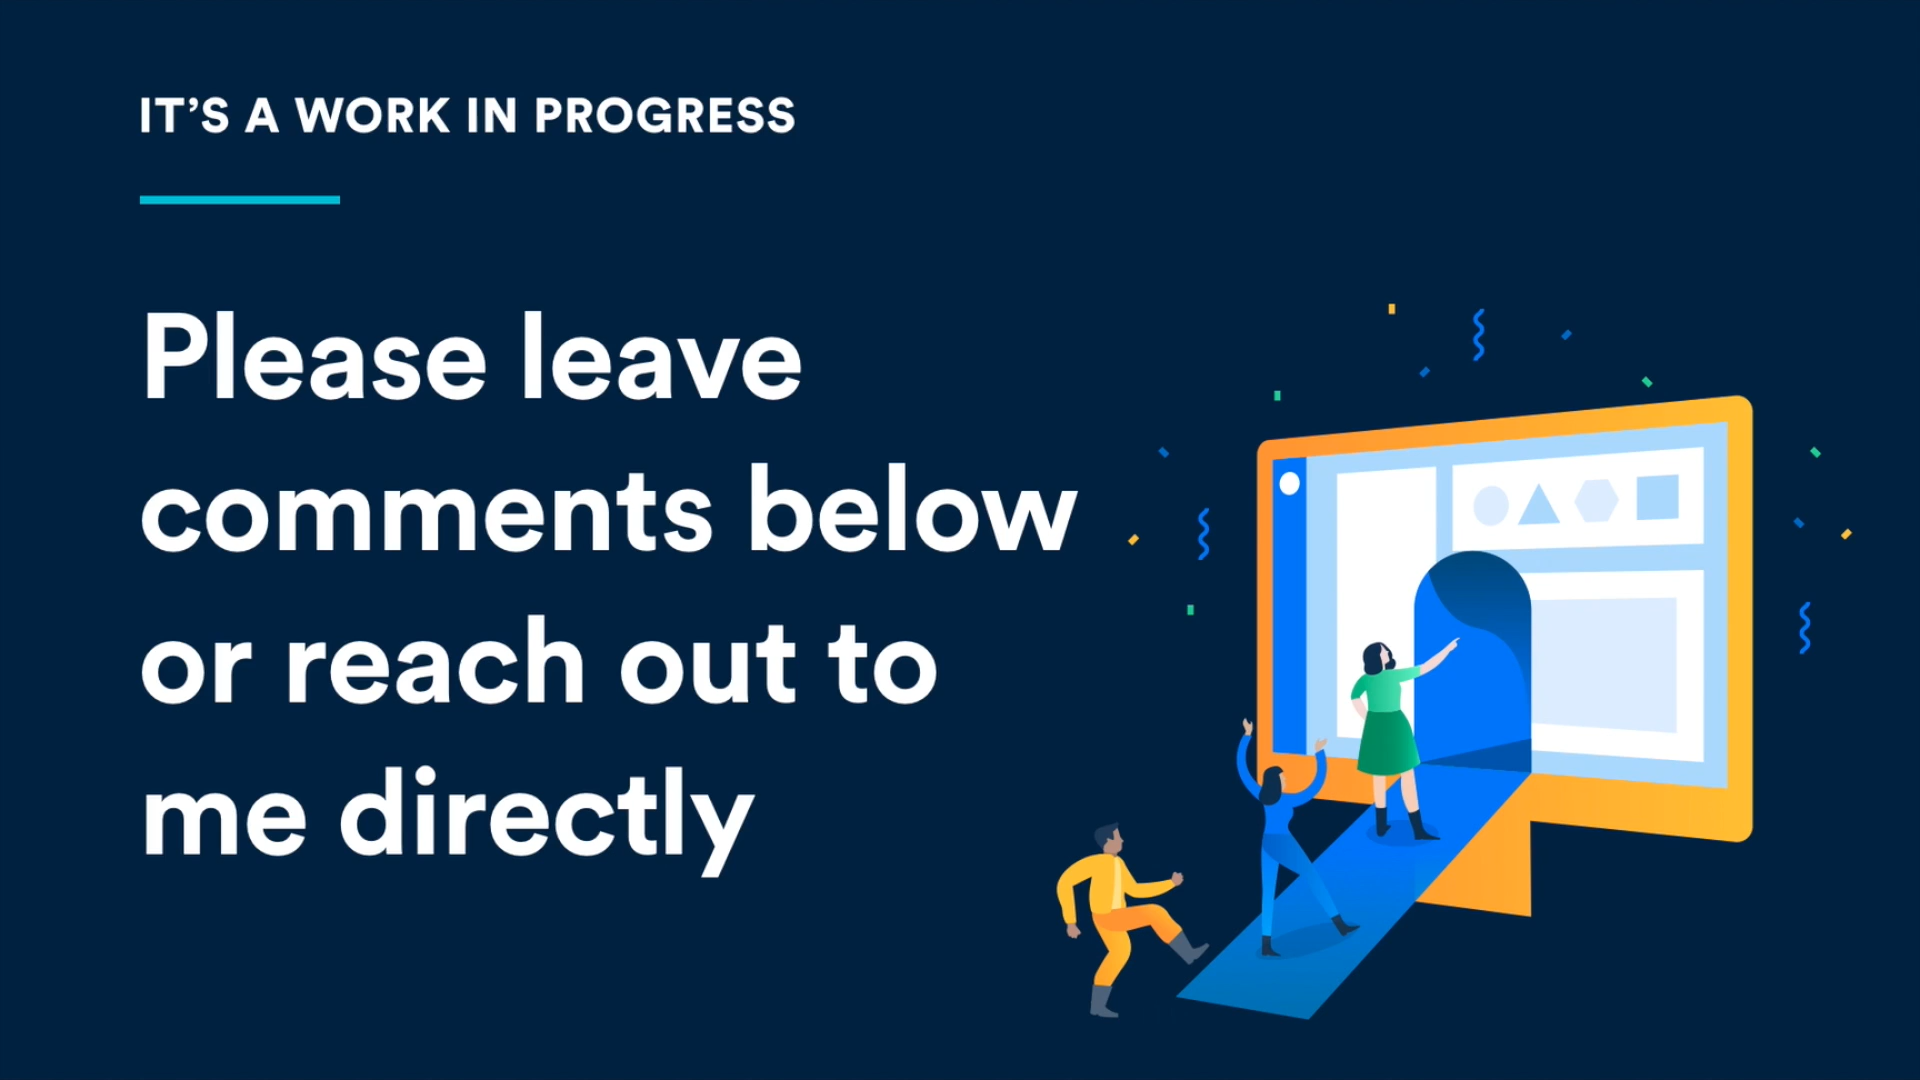 IT’S A WORK IN PROGRESS
Please leave
comments below
or reach out to
me directly